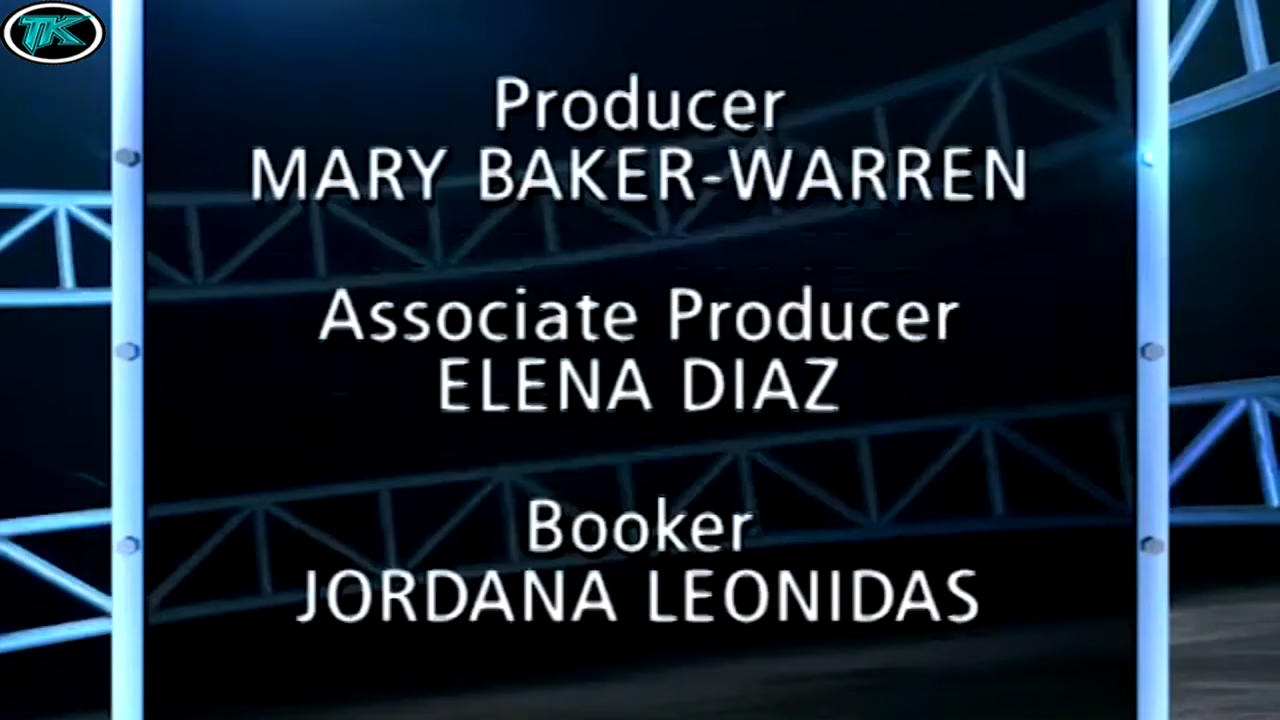 TK
Producer
MARY BAKER-WARREN
Associate Producer
ELENA DIAZ
Booker
JORDANA LEONIDAS